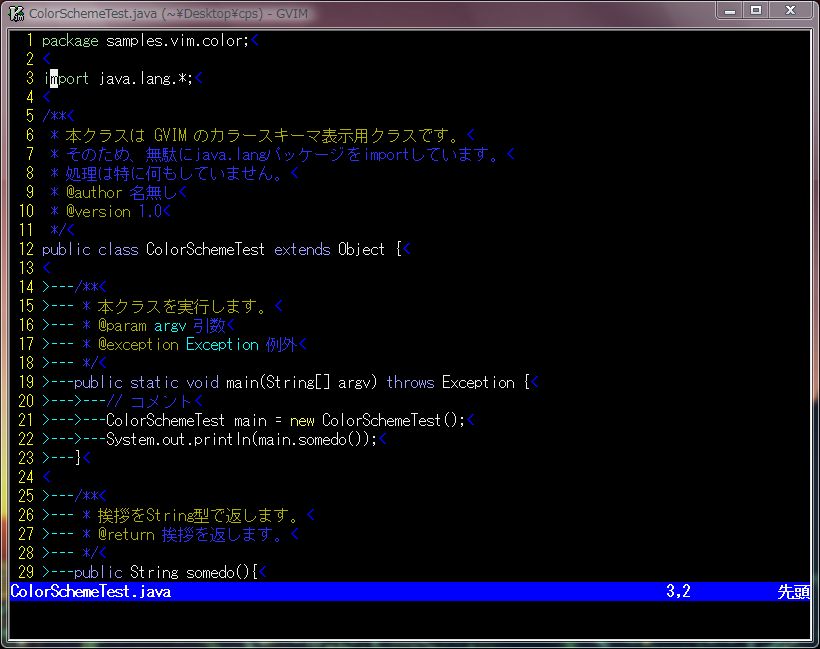 ColorSchemeTest.java (~¥Desktop¥cps) - GVIM
1 package samples.vim.color;<
2 <
3 import java.lang.*;<
4 <
5 /**<
6  * 本クラスは GVIM のカラースキーマ表示用クラスです。<
7  * そのため、無駄にjava.langパッケージをimportしています。<
8  * 処理は特に何もしていません。<
9  * @author 名無し<
10  * @version 1.0<
11  */<
12 public class ColorSchemeTest extends Object {<
13 <
14 >---/**<
15 >--- * 本クラスを実行します。<
16 >--- * @param argv 引数<
17 >--- * @exception Exception 例外<
18 >--- */<
19 >---public static void main(String[] argv) throws Exception {<
20 >--->---// コメント<
21 >--->---ColorSchemeTest main = new ColorSchemeTest();<
22 >--->---System.out.println(main.somedo());<
23 >---}<
24 <
25 >---/**<
26 >--- * 挨拶をString型で返します。<
27 >--- * @return 挨拶を返します。<
28 >--- */<
29 >---public String somedo(){<
ColorSchemeTest.java 3,2 先頭